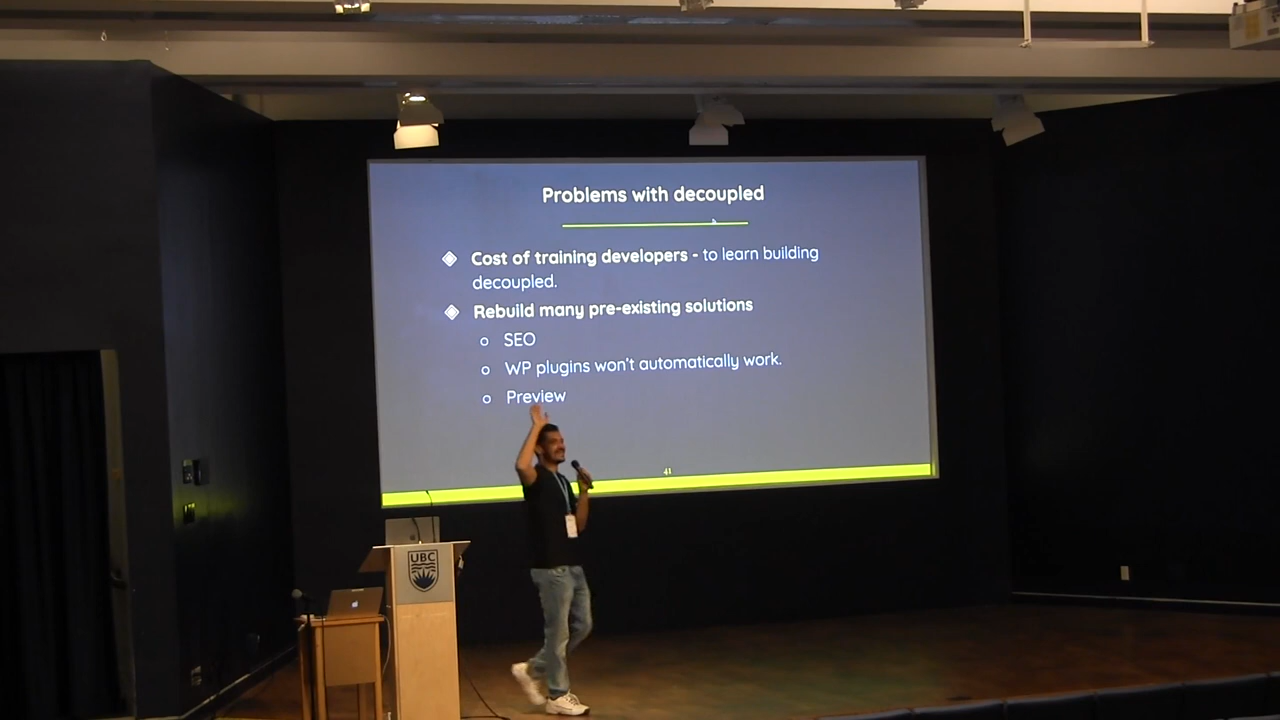 Problems with decoupled
Cost of training developers - to learn building
decoupled.
Rebuild many pre-existing solutions
SEO
WP plugins won't automatically work.
Preview
41
UBC